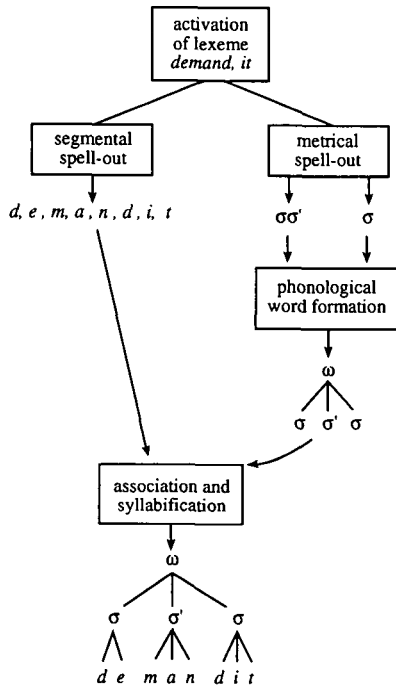 activation
of lexeme
demand, it
segmental
spell-out
metrical
spell-out
d, e, m, a, n, d, i, t
σσ' σ
phonological
word formation
ω
σ σ' σ
association and
syllabification
ω
σ σ' σ
d e m a n d i t